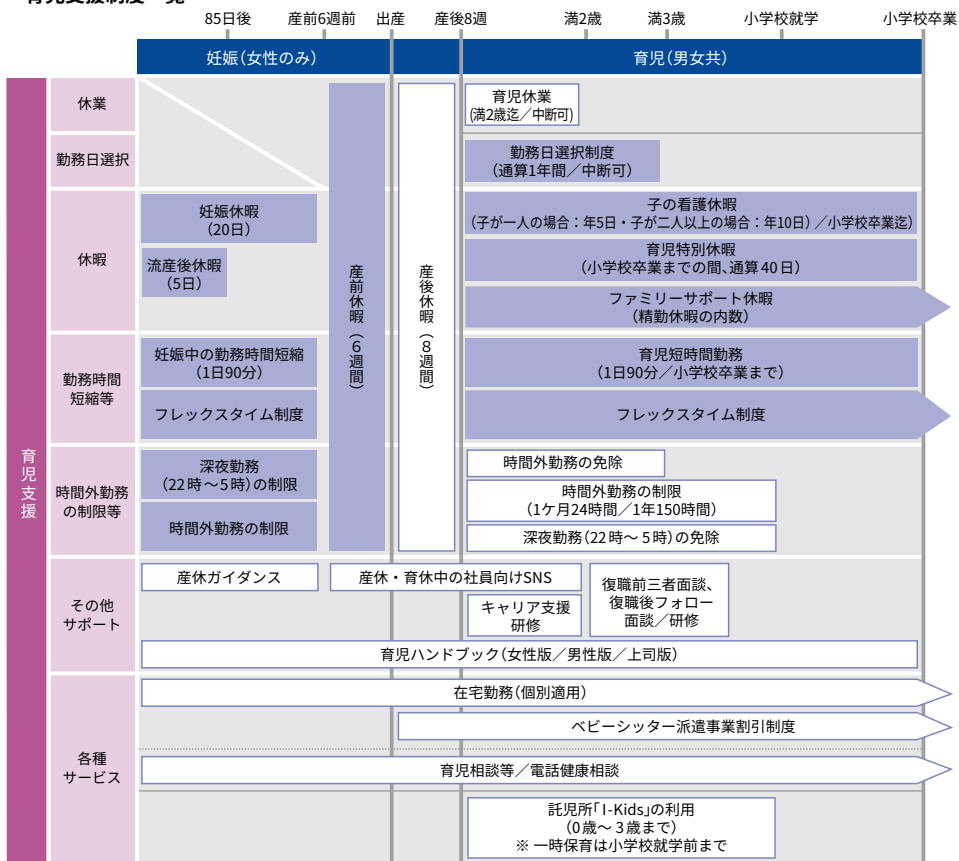 85日後 産前6週前 出産 産後8週 満2歳 満3歳 小学校就学 小学校卒業
妊娠（女性のみ） 育児（男女共）
育児支援
休業
育児休業
（満2歳迄／中断可）
勤務日選択
勤務日選択制度
（通算1年間／中断可）
休暇
妊娠休暇
（20日）
流産後休暇
（5日）
産前休暇（６週間）
産後休暇（８週間）
子の看護休暇
（子が一人の場合：年5日・子が二人以上の場合：年10日）／小学校卒業迄）
育児特別休暇
（小学校卒業までの間、通算40日）
ファミリーサポート休暇
（精勤休暇の内数）
勤務時間
短縮等
妊娠中の勤務時間短縮
（1日90分）
フレックスタイム制度
育児短時間勤務
（1日90分／小学校卒業まで）
フレックスタイム制度
時間外勤務
の制限等
深夜勤務
（22時～5時）の制限
時間外勤務の制限
時間外勤務の免除
時間外勤務の制限
（1ケ月24時間／1年150時間）
深夜勤務（22時～5時）の免除
その他
サポート
産休ガイダンス
産休・育休中の社員向けSNS
キャリア支援
研修
復職前三者面談、
復職後フォロー
面談／研修
育児ハンドブック（女性版／男性版／上司版）
各種
サービス
在宅勤務（個別適用）
ベビーシッター派遣事業割引制度
育児相談等／電話健康相談
託児所「I-Kids」の利用
（0歳～3歳まで）
※ 一時保育は小学校就学前まで